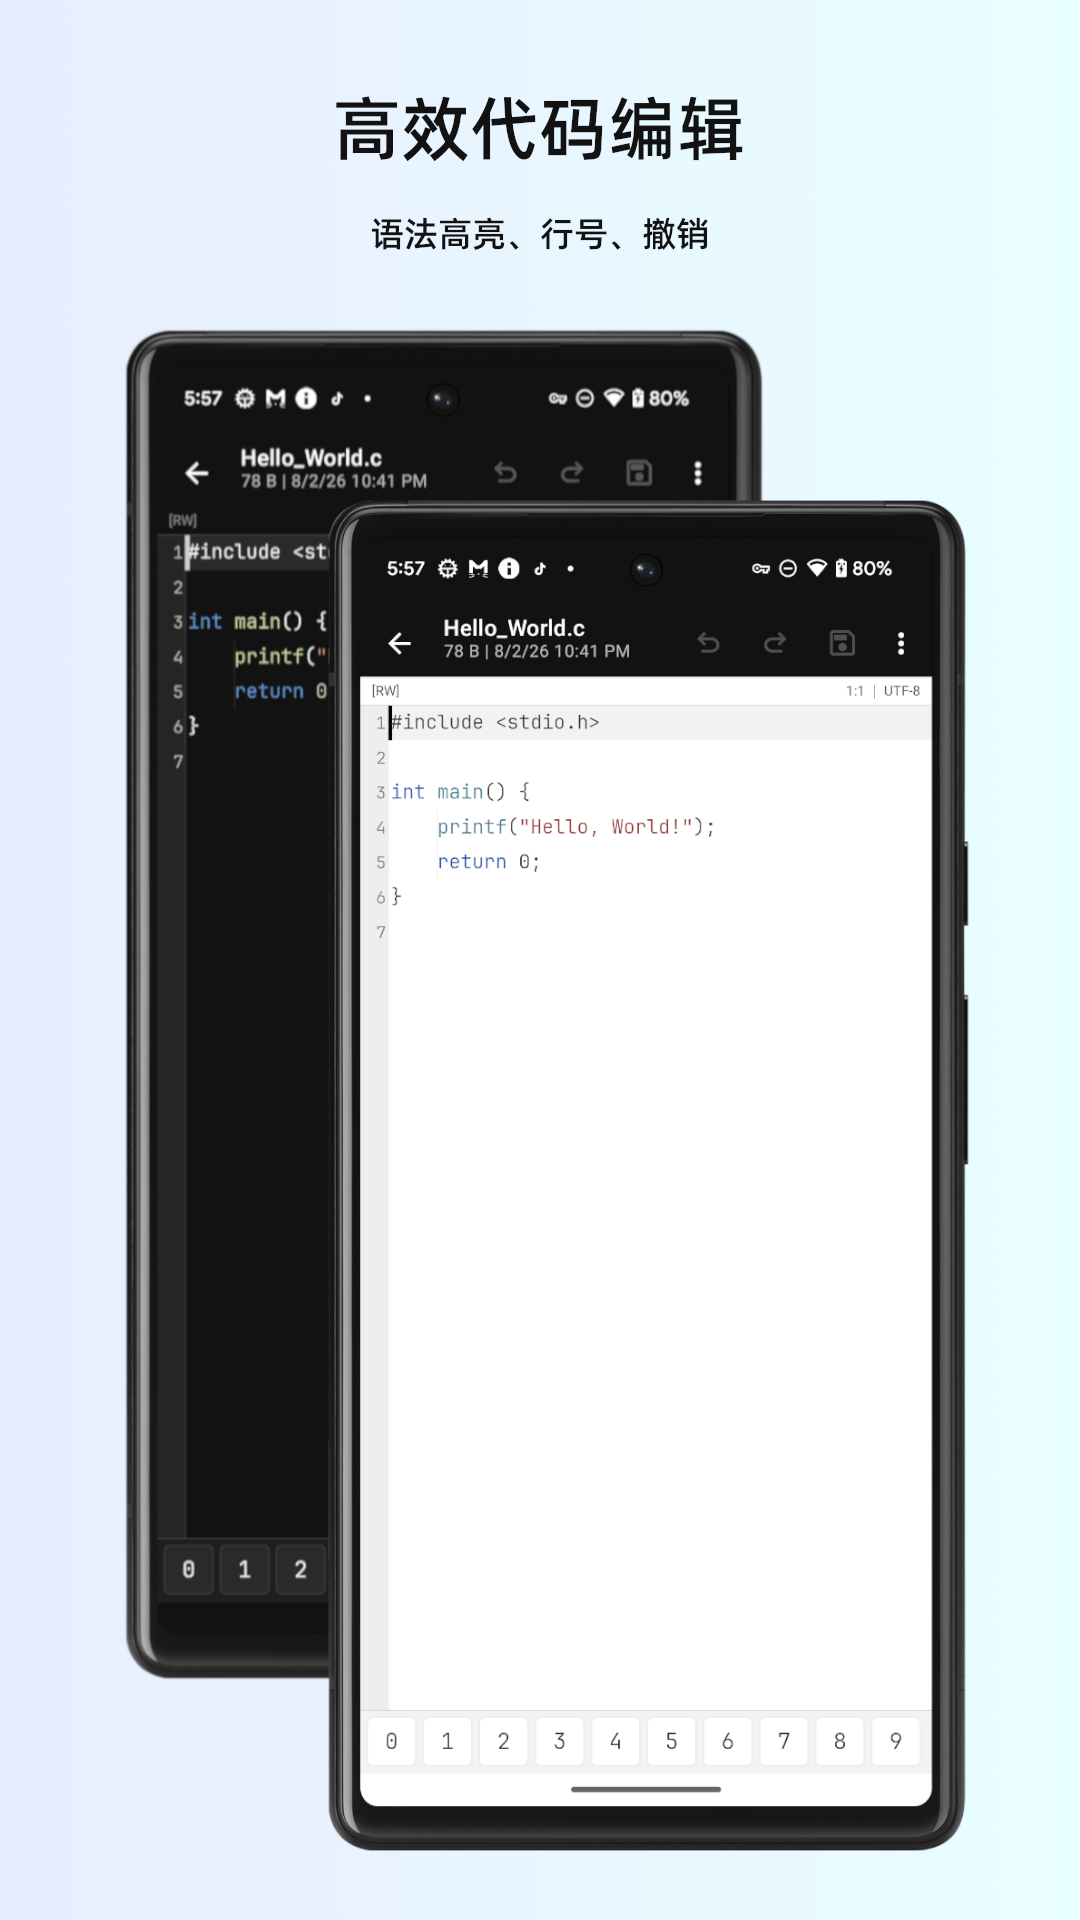 高效代码编辑
语法高亮、行号、撤销
5:57 80%
Hello_World.c
78 B | 8/2/26 10:41 PM
[RW]
1 #include <st
2
3 int main() {
4 printf("
5 return 0
6 }
7
0 1 2
5:57 80%
Hello_World.c
78 B | 8/2/26 10:41 PM
[RW] 1:1 | UTF-8
1 #include <stdio.h>
2
3 int main() {
4 printf("Hello, World!");
5 return 0;
6 }
7
0 1 2 3 4 5 6 7 8 9